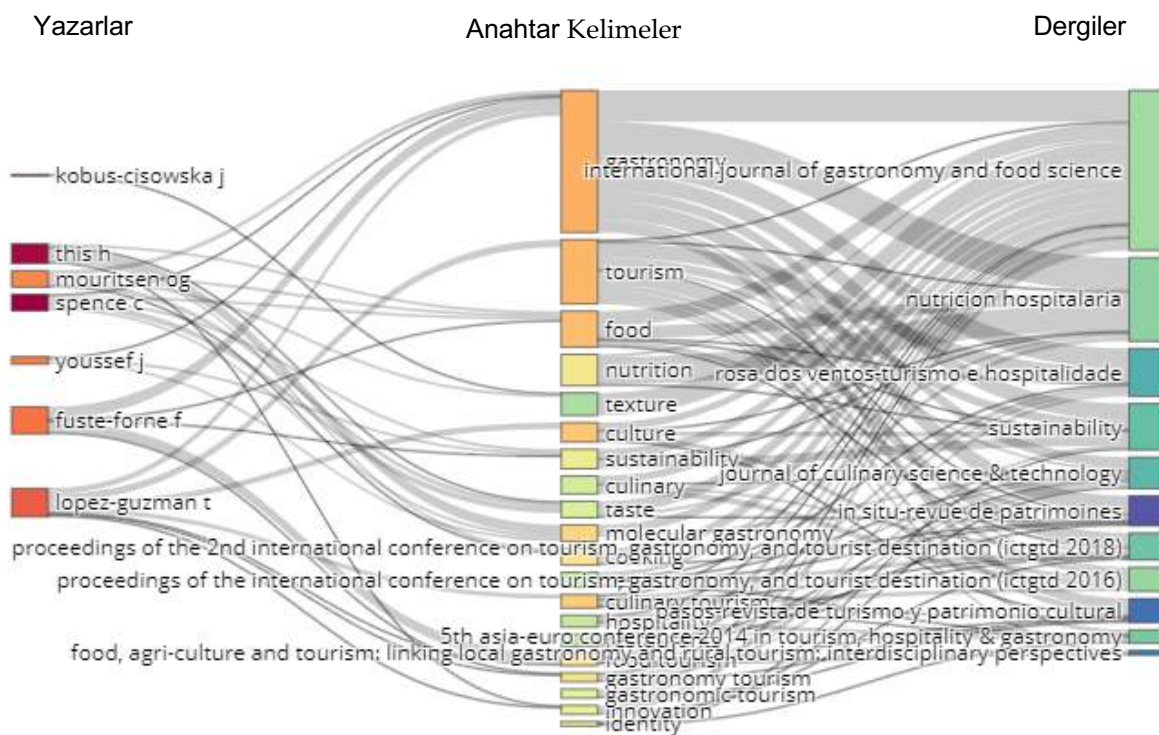 Yazarlar
Anahtar Kelimeler
Dergiler
kobus-cisowska j
this h
mouritsen og
spence c
youssef j
fuste-forne f
lopez-guzman t
gastronomy
tourism
food
nutrition
texture
culture
sustainability
culinary
taste
molecular gastronomy
cooking
culinary tourism
hospitality
food tourism
gastronomy tourism
gastronomic tourism
innovation
identity
international journal of gastronomy and food science
nutricion hospitalaria
rosa dos ventos-turismo e hospitalidade
sustainability
journal of culinary science & technology
in situ-revue de patrimoines
proceedings of the 2nd international conference on tourism, gastronomy, and tourist destination (ictgtd 2018)
proceedings of the international conference on tourism, gastronomy, and tourist destination (ictgtd 2016)
pasos-revista de turismo y patrimonio cultural
5th asia-euro conference 2014 in tourism, hospitality & gastronomy
food, agri-culture and tourism: linking local gastronomy and rural tourism: interdisciplinary perspectives